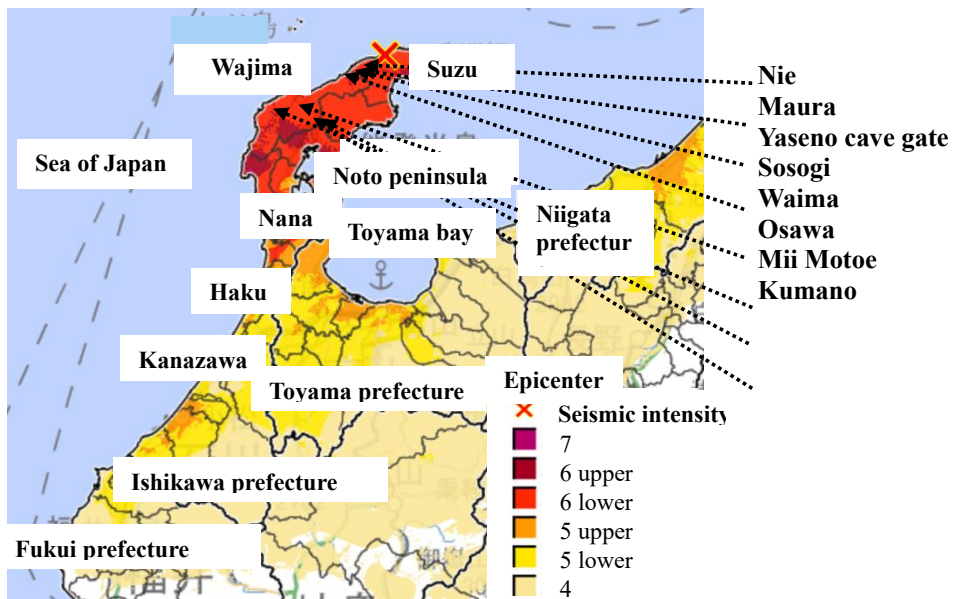 Wajima
Suzu
Nie
Maura
Yaseno cave gate
Sosogi
Waima
Osawa
Mii Motoe
Kumano
Sea of Japan
Noto peninsula
Nana
Toyama bay
Niigata
prefectur
Haku
Kanazawa
Toyama prefecture
Ishikawa prefecture
Fukui prefecture
Epicenter
Seismic intensity
7
6 upper
6 lower
5 upper
5 lower
4